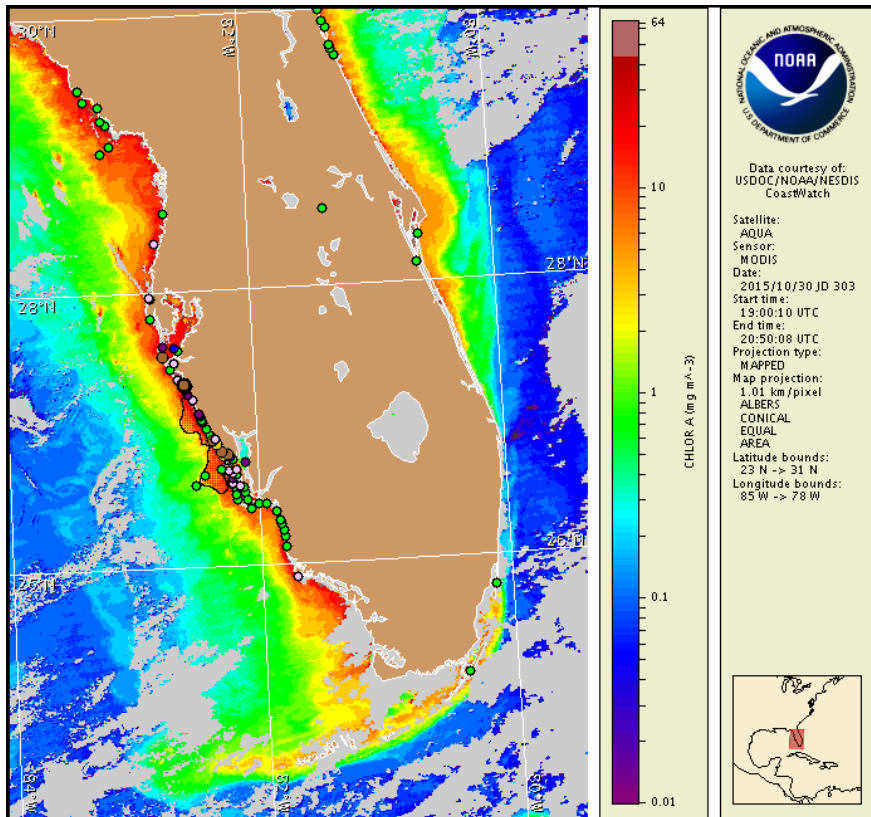 30°N
82°W
80°W
28°N
28°N
26°N
26°N
84°W
82°W
80°W
64
10
1
0.1
0.01
CHLOR A (mg m^-3)
NATIONAL OCEANIC AND ATMOSPHERIC ADMINISTRATION
NOAA
U.S. DEPARTMENT OF COMMERCE
Data courtesy of:
USDOC/NOAA/NESDIS
CoastWatch
Satellite:
AQUA
Sensor:
MODIS
Date:
2015/10/30 JD 303
Start time:
19:00:10 UTC
End time:
20:50:08 UTC
Projection type:
MAPPED
Map projection:
1.01 km/pixel
ALBERS
CONICAL
EQUAL
AREA
Latitude bounds:
23 N -> 31 N
Longitude bounds:
85 W -> 78 W